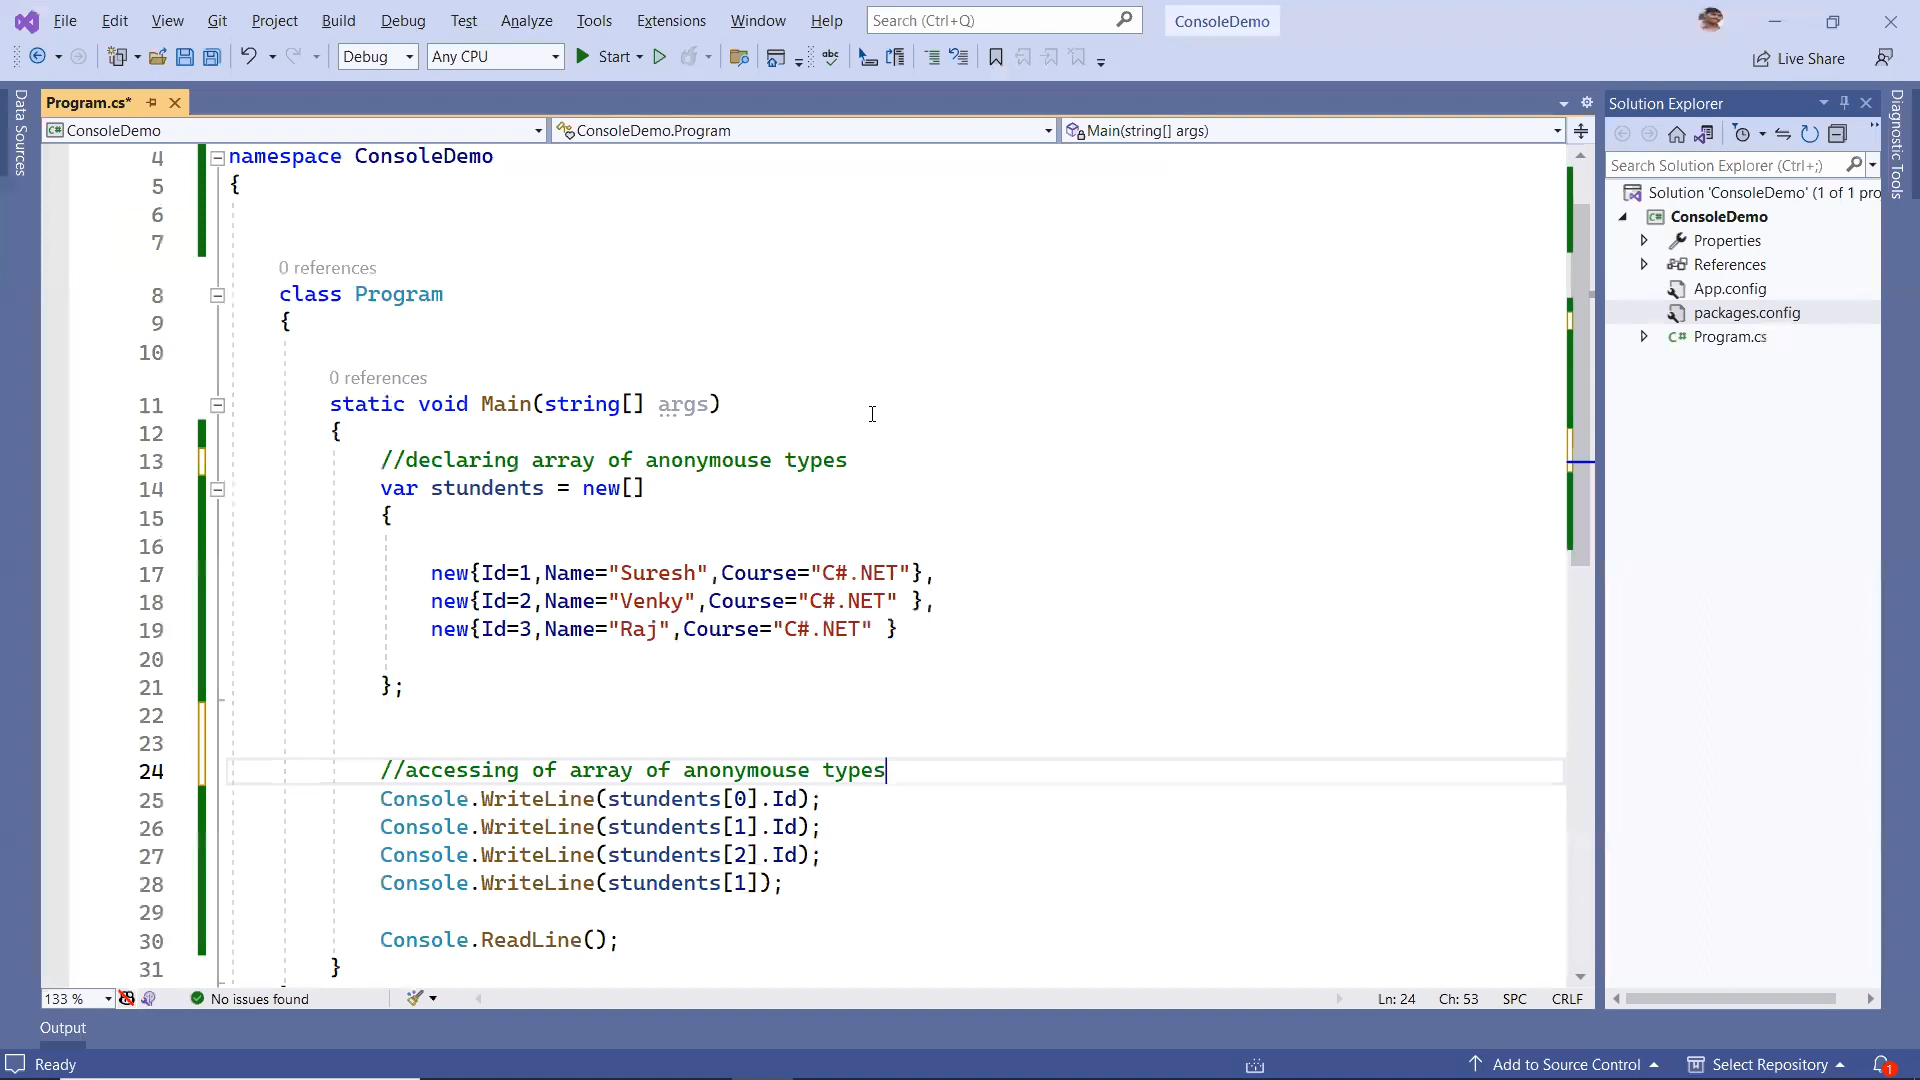 File Edit View Git Project Build Debug Test Analyze Tools Extensions Window Help Search (Ctrl+Q) ConsoleDemo
Debug Any CPU Start abc Live Share
Data Sources
Program.cs*
C# ConsoleDemo ConsoleDemo.Program Main(string[] args)
4 namespace ConsoleDemo
5 {
6
7
0 references
8 class Program
9 {
10
0 references
11 static void Main(string[] args)
12 {
13 //declaring array of anonymouse types
14 var stundents = new[]
15 {
16
17 new{Id=1,Name="Suresh",Course="C#.NET"},
18 new{Id=2,Name="Venky",Course="C#.NET" },
19 new{Id=3,Name="Raj",Course="C#.NET" }
20
21 };
22
23
24 //accessing of array of anonymouse types
25 Console.WriteLine(stundents[0].Id);
26 Console.WriteLine(stundents[1].Id);
27 Console.WriteLine(stundents[2].Id);
28 Console.WriteLine(stundents[1]);
29
30 Console.ReadLine();
31 }
133 % No issues found Ln: 24 Ch: 53 SPC CRLF
Solution Explorer
Search Solution Explorer (Ctrl+;)
Solution 'ConsoleDemo' (1 of 1 pro
C# ConsoleDemo
Properties
References
App.config
packages.config
C# Program.cs
Diagnostic Tools
Output
Ready Add to Source Control Select Repository 1